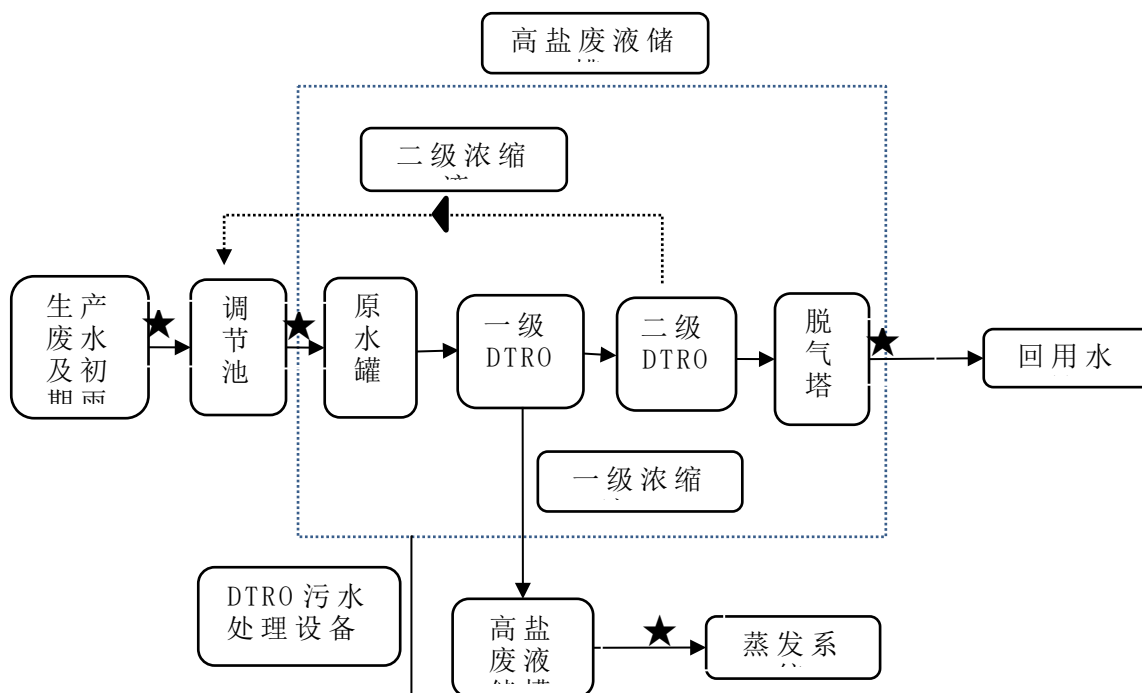 高盐废液储
二级浓缩
生产
废水
及初
期雨
调
节
池
原
水
罐
一级
DTRO
二级
DTRO
脱
气
塔
回用水
一级浓缩
DTRO污水
处理设备
高盐
废液
蒸发系